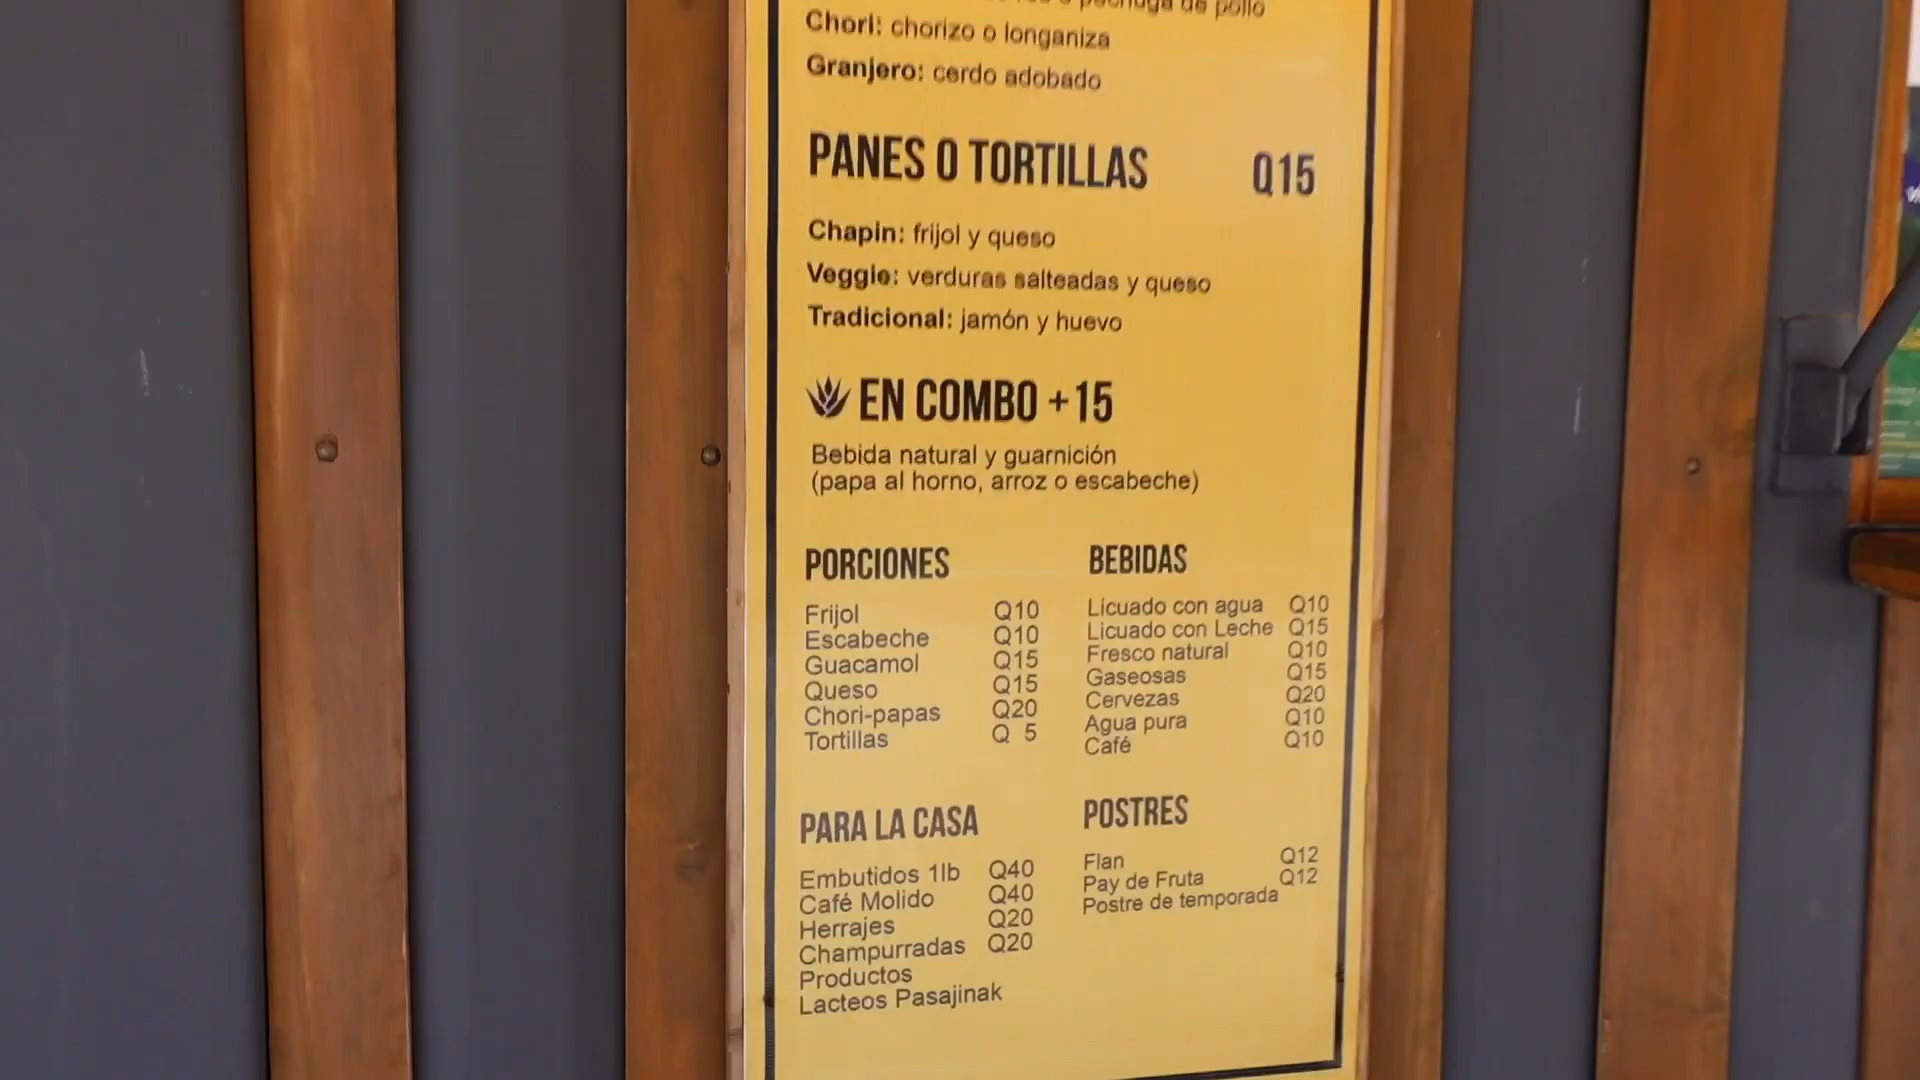 o pechuga de pollo
Chori: chorizo o longaniza
Granjero: cerdo adobado
PANES O TORTILLAS Q15
Chapin: frijol y queso
Veggie: verduras salteadas y queso
Tradicional: jamón y huevo
EN COMBO +15
Bebida natural y guarnición
(papa al horno, arroz o escabeche)
PORCIONES
Frijol Q10
Escabeche Q10
Guacamol Q15
Queso Q15
Chori-papas Q20
Tortillas Q 5
BEBIDAS
Licuado con agua Q10
Licuado con Leche Q15
Fresco natural Q10
Gaseosas Q15
Cervezas Q20
Agua pura Q10
Café Q10
PARA LA CASA
Embutidos 1lb Q40
Café Molido Q40
Herrajes Q20
Champurradas Q20
Productos
Lacteos Pasajinak
POSTRES
Flan Q12
Pay de Fruta Q12
Postre de temporada